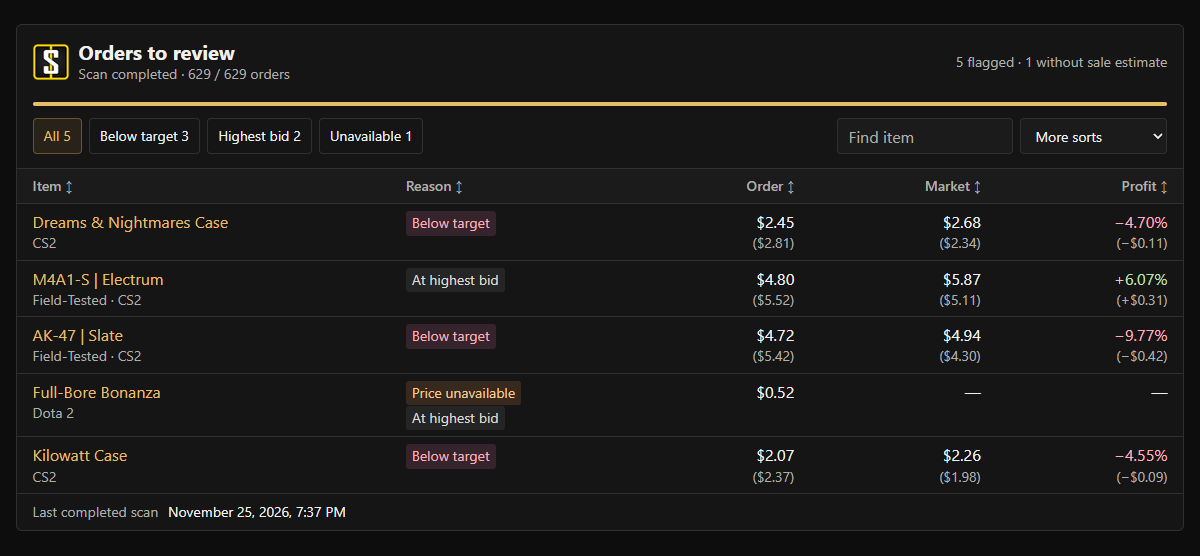 $
Orders to review
Scan completed · 629 / 629 orders
5 flagged · 1 without sale estimate
All 5 Below target 3 Highest bid 2 Unavailable 1 Find item More sorts
Item ↕ Reason ↕ Order ↕ Market ↕ Profit ↕
Dreams & Nightmares Case Below target $2.45 $2.68 −4.70%
CS2 ($2.81) ($2.34) (−$0.11)
M4A1-S | Electrum At highest bid $4.80 $5.87 +6.07%
Field-Tested · CS2 ($5.52) ($5.11) (+$0.31)
AK-47 | Slate Below target $4.72 $4.94 −9.77%
Field-Tested · CS2 ($5.42) ($4.30) (−$0.42)
Full-Bore Bonanza Price unavailable $0.52 — —
Dota 2 At highest bid
Kilowatt Case Below target $2.07 $2.26 −4.55%
CS2 ($2.37) ($1.98) (−$0.09)
Last completed scan November 25, 2026, 7:37 PM